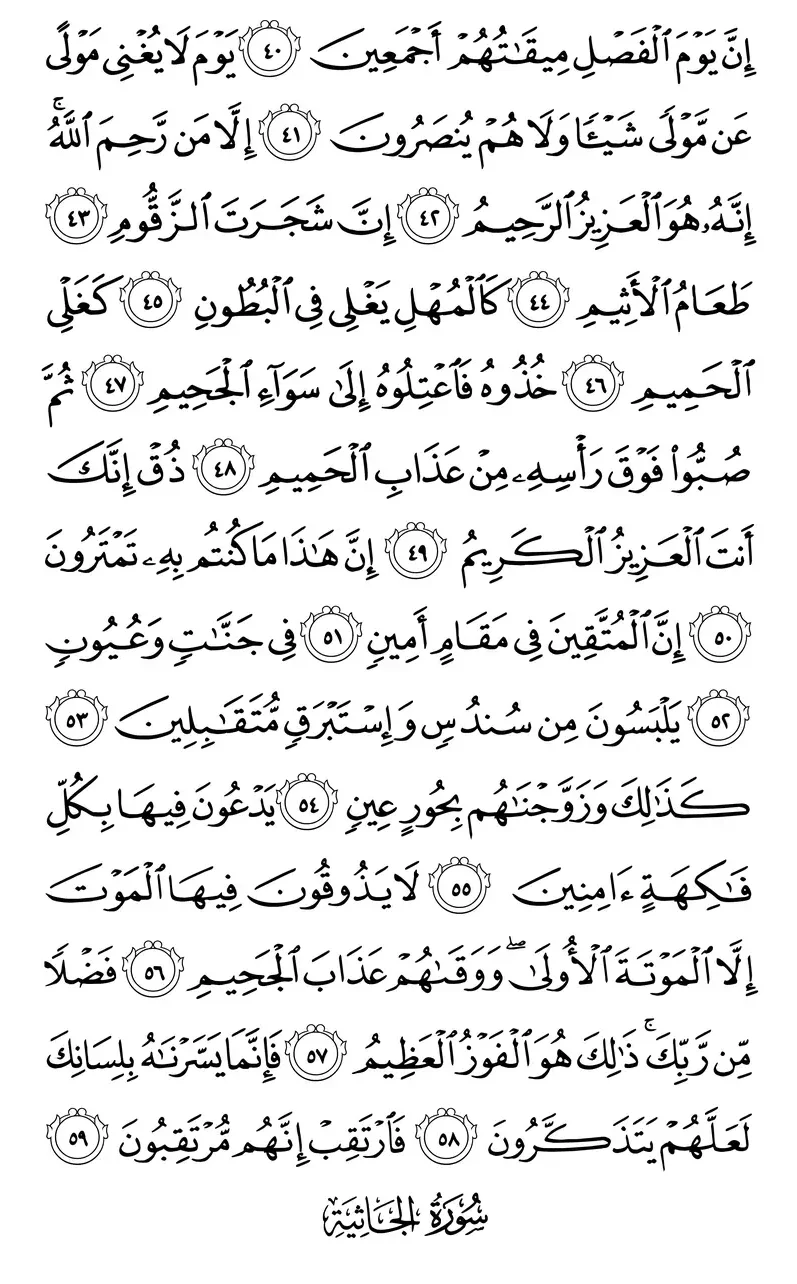 إِنَّ يَوْمَ ٱلْفَصْلِ مِيقَـٰتُهُمْ أَجْمَعِينَ ٤٠ يَوْمَ لَا يُغْنِى مَوْلًى
عَن مَّوْلًى شَيْـًٔا وَلَا هُمْ يُنصَرُونَ ٤١ إِلَّا مَن رَّحِمَ ٱللَّهُ ۚ
إِنَّهُۥ هُوَ ٱلْعَزِيزُ ٱلرَّحِيمُ ٤٢ إِنَّ شَجَرَتَ ٱلزَّقُّومِ ٤٣
طَعَامُ ٱلْأَثِيمِ ٤٤ كَٱلْمُهْلِ يَغْلِى فِى ٱلْبُطُونِ ٤٥ كَغَلْىِ
ٱلْحَمِيمِ ٤٦ خُذُوهُ فَٱعْتِلُوهُ إِلَىٰ سَوَآءِ ٱلْجَحِيمِ ٤٧ ثُمَّ
صُبُّوا۟ فَوْقَ رَأْسِهِۦ مِنْ عَذَابِ ٱلْحَمِيمِ ٤٨ ذُقْ إِنَّكَ
أَنتَ ٱلْعَزِيزُ ٱلْكَرِيمُ ٤٩ إِنَّ هَـٰذَا مَا كُنتُم بِهِۦ تَمْتَرُونَ
٥٠ إِنَّ ٱلْمُتَّقِينَ فِى مَقَامٍ أَمِينٍ ٥١ فِى جَنَّـٰتٍ وَعُيُونٍ
٥٢ يَلْبَسُونَ مِن سُندُسٍ وَإِسْتَبْرَقٍ مُّتَقَـٰبِلِينَ ٥٣
كَذَٰلِكَ وَزَوَّجْنَـٰهُم بِحُورٍ عِينٍ ٥٤ يَدْعُونَ فِيهَا بِكُلِّ
فَـٰكِهَةٍ ءَامِنِينَ ٥٥ لَا يَذُوقُونَ فِيهَا ٱلْمَوْتَ
إِلَّا ٱلْمَوْتَةَ ٱلْأُولَىٰ ۖ وَوَقَىٰهُمْ عَذَابَ ٱلْجَحِيمِ ٥٦ فَضْلًا
مِّن رَّبِّكَ ۚ ذَٰلِكَ هُوَ ٱلْفَوْزُ ٱلْعَظِيمُ ٥٧ فَإِنَّمَا يَسَّرْنَـٰهُ بِلِسَانِكَ
لَعَلَّهُمْ يَتَذَكَّرُونَ ٥٨ فَٱرْتَقِبْ إِنَّهُم مُّرْتَقِبُونَ ٥٩
سُورَةُ الجَاثِيَةِ